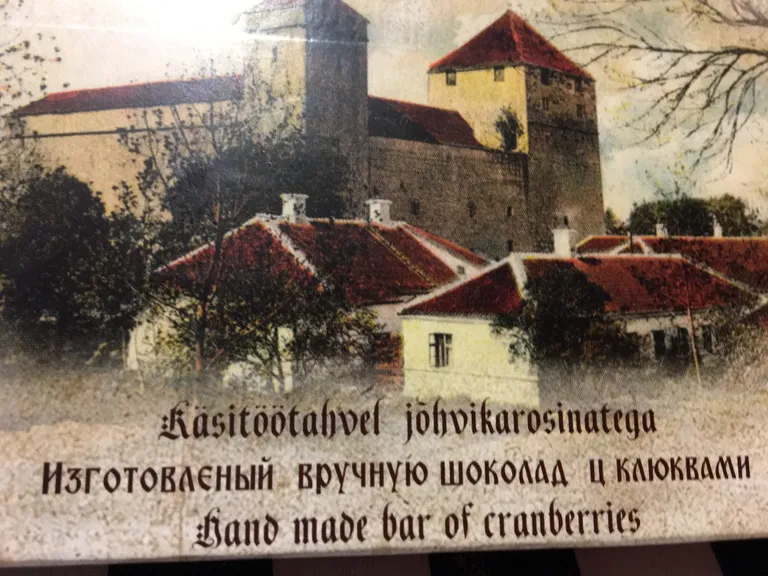 Käsitöötahvel jõhvikarosinatega
Изготовленый вручную шоколад ц клюквами
Hand made bar of cranberries